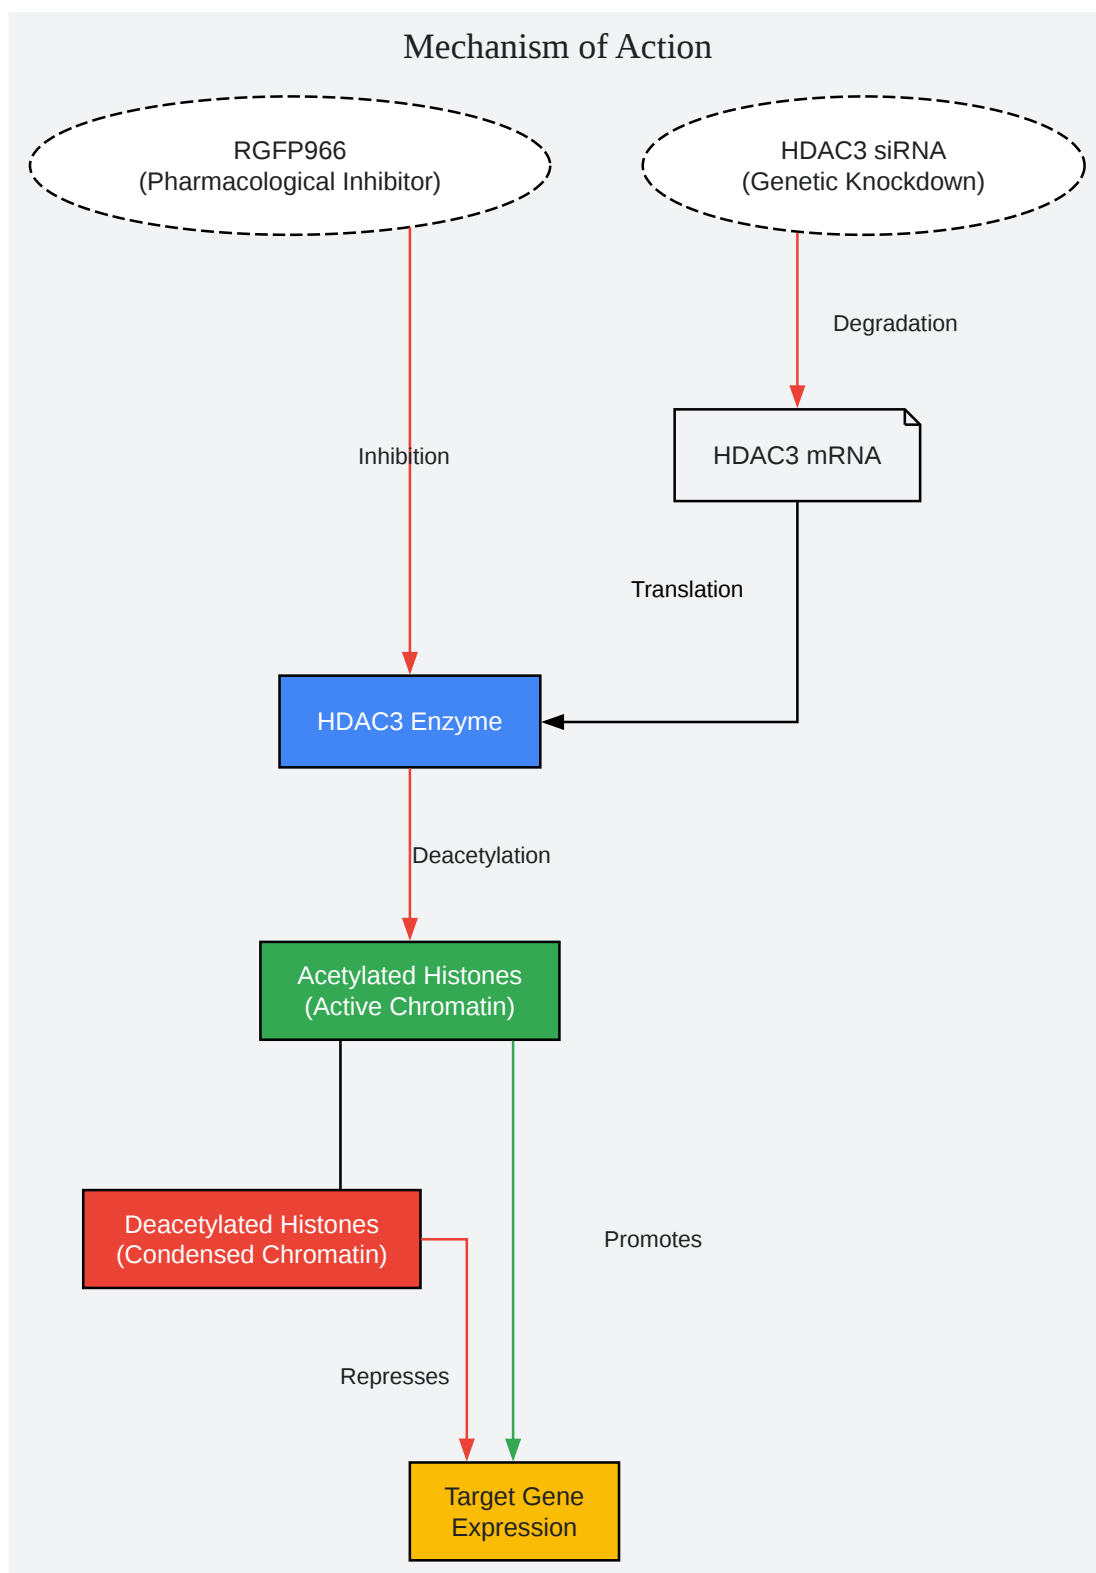 Mechanism of Action
RGFP966
(Pharmacological Inhibitor)
HDAC3 siRNA
(Genetic Knockdown)
Degradation
Inhibition
HDAC3 mRNA
Translation
HDAC3 Enzyme
Deacetylation
Acetylated Histones
(Active Chromatin)
Deacetylated Histones
(Condensed Chromatin)
Promotes
Represses
Target Gene
Expression